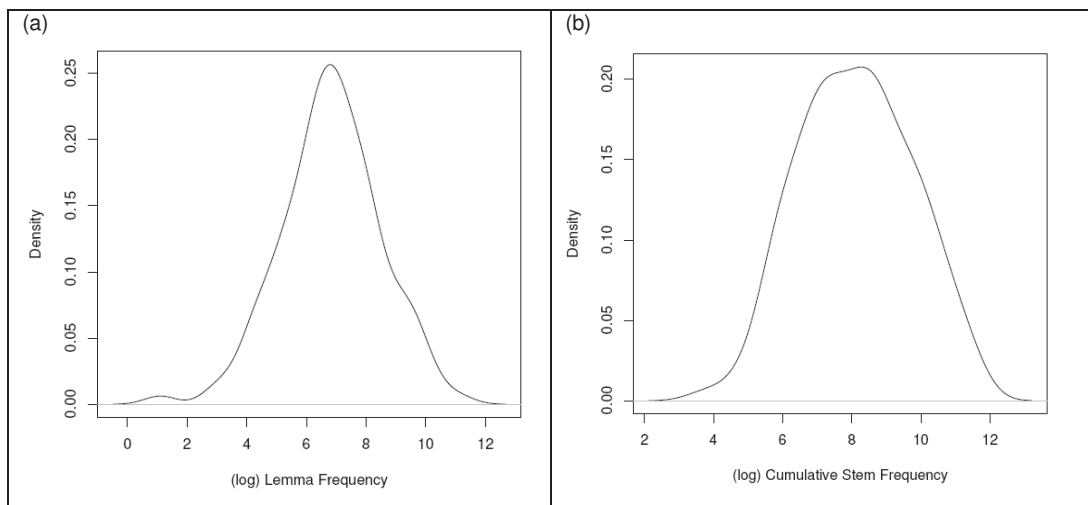 (a)
0.25
0.20
0.15
0.10
0.05
0.00
Density
0 2 4 6 8 10 12
(log) Lemma Frequency
(b)
0.20
0.15
0.10
0.05
0.00
Density
2 4 6 8 10 12
(log) Cumulative Stem Frequency